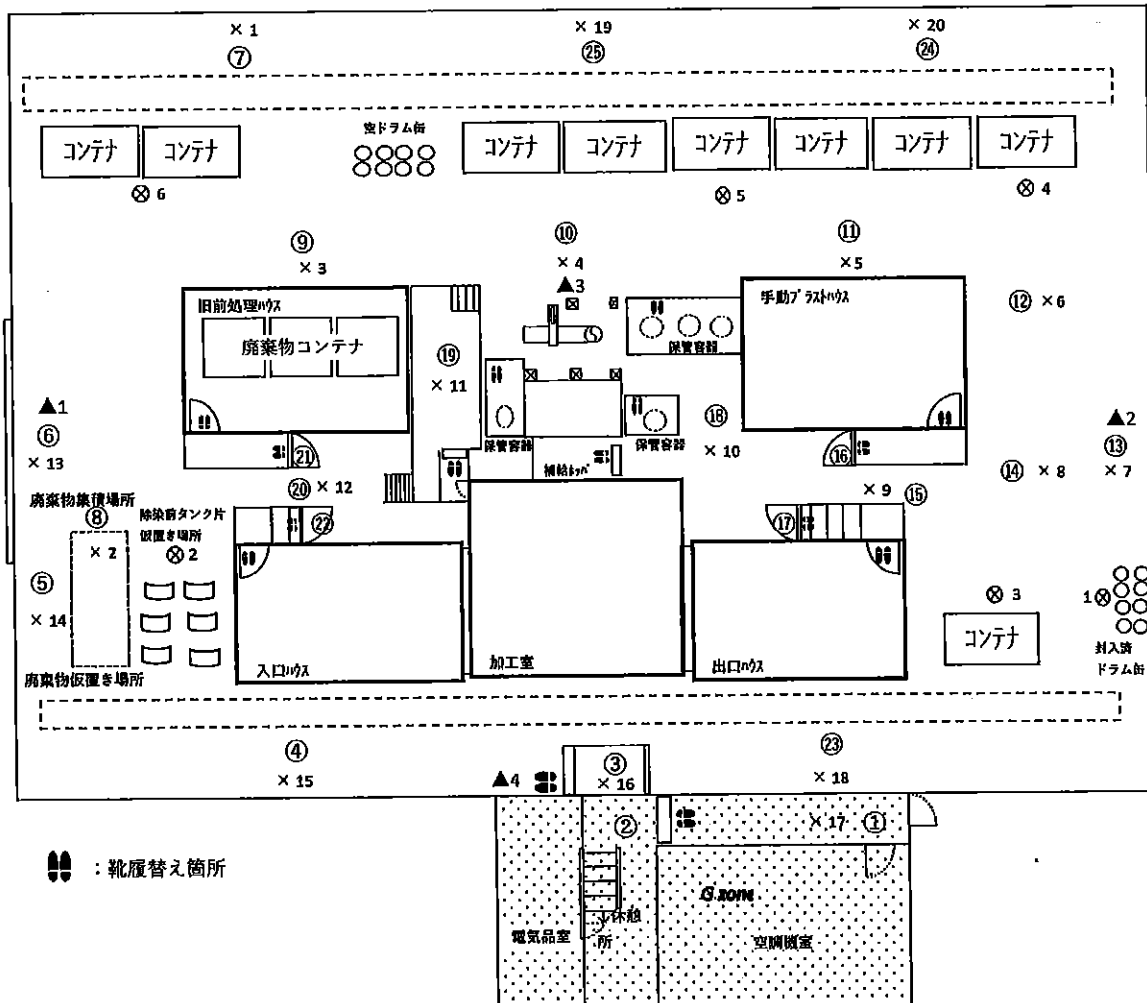 × 1
⑦
× 19
㉕
× 20
㉔
コンテナ
コンテナ
空ドラム缶
コンテナ
コンテナ
コンテナ
コンテナ
コンテナ
コンテナ
⊗ 6
⊗ 5
⊗ 4
⑨
× 3
⑩
× 4
▲3
⑪
× 5
⑫ × 6
旧前処理ハウス
廃棄物コンテナ
⑲
× 11
手動ブラストハウス
保管容器
保管容器
保管容器
⑱
× 10
▲1
⑥
× 13
▲2
⑬
× 7
⑭ × 8
㉑
⑯
⑳ × 12
× 9 ⑮
廃棄物集積場所
⑧
× 2
除染前タンク片
仮置き場所
⊗ 2
㉒
⑰
⑤
× 14
⊗ 3
コンテナ
1⊗
封入済
ドラム缶
廃棄物仮置き場所
入口ハウス
加工室
出口ハウス
④
× 15
▲4
③
× 16
㉓
× 18
②
× 17 ①
：靴履替え箇所
G zone
電気品室
休憩
所
空調機室